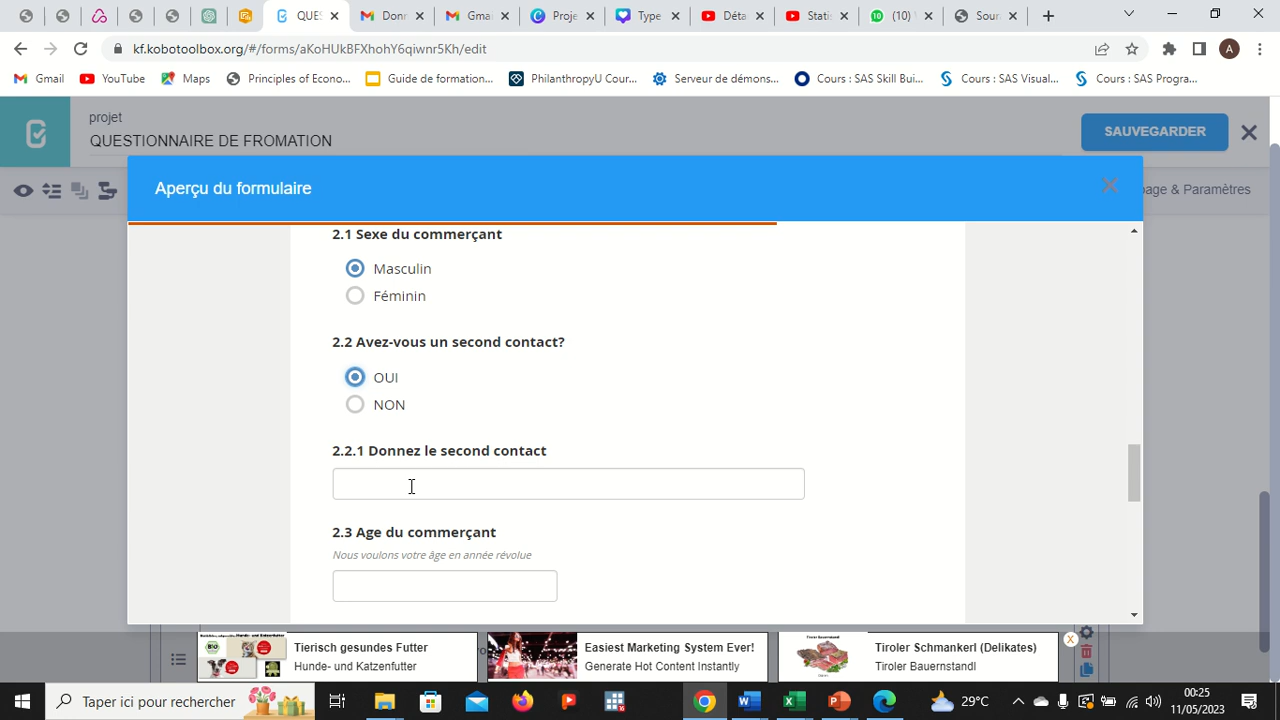 QUES
Donn
Gmai
Proje
Type
Déta
Statis
(10) V
Sour
kf.kobotoolbox.org/#/forms/aKoHUkBFXhohY6qiwnr5Kh/edit
A
Gmail
YouTube
Maps
Principles of Econo...
Guide de formation...
PhilanthropyU Cour...
Serveur de démons...
Cours : SAS Skill Bui...
Cours : SAS Visual...
Cours : SAS Progra...
projet
QUESTIONNAIRE DE FROMATION
SAUVEGARDER
Aperçu du formulaire
page & Paramètres
2.1 Sexe du commerçant
Masculin
Féminin
2.2 Avez-vous un second contact?
OUI
NON
2.2.1 Donnez le second contact
2.3 Age du commerçant
Nous voulons votre âge en année révolue
Tierisch gesundes Futter
Hunde- und Katzenfutter
Easiest Marketing System Ever!
Generate Hot Content Instantly
Tiroler Schmankerl (Delikates)
Tiroler Bauernstandl
Taper ici pour rechercher
29°C
00:25
11/05/2023